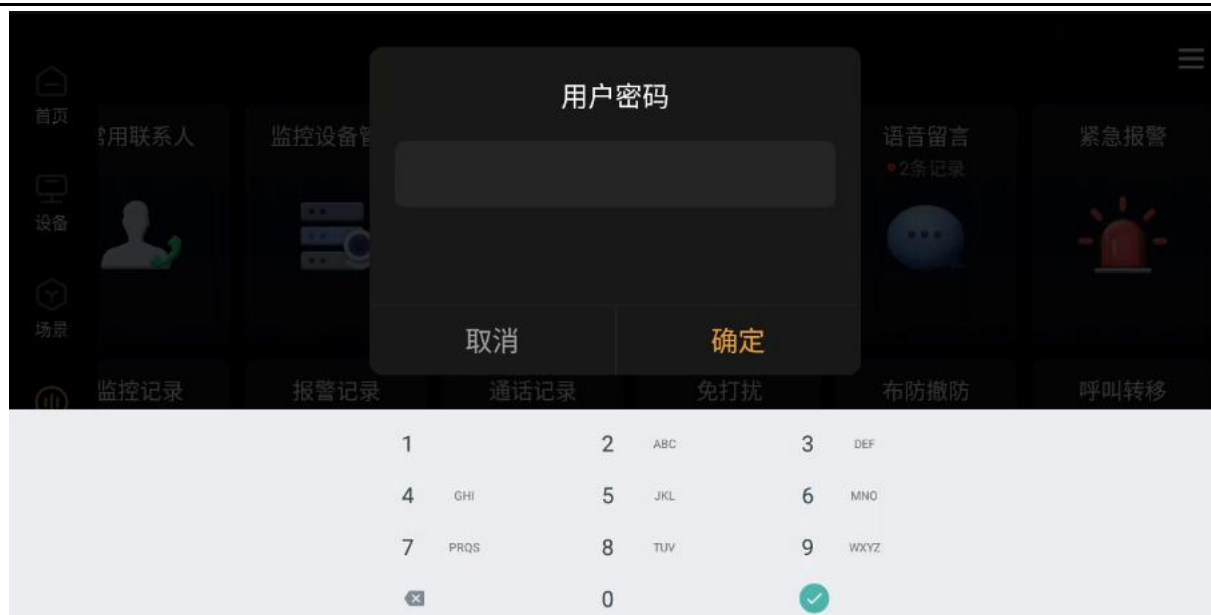 用户密码
首页
常用联系人
监控设备管
语音留言
2条记录
紧急报警
设备
场景
取消
确定
监控记录
报警记录
通话记录
免打扰
布防撤防
呼叫转移
1
2 ABC
3 DEF
4 GHI
5 JKL
6 MNO
7 PRQS
8 TUV
9 WXYZ
0